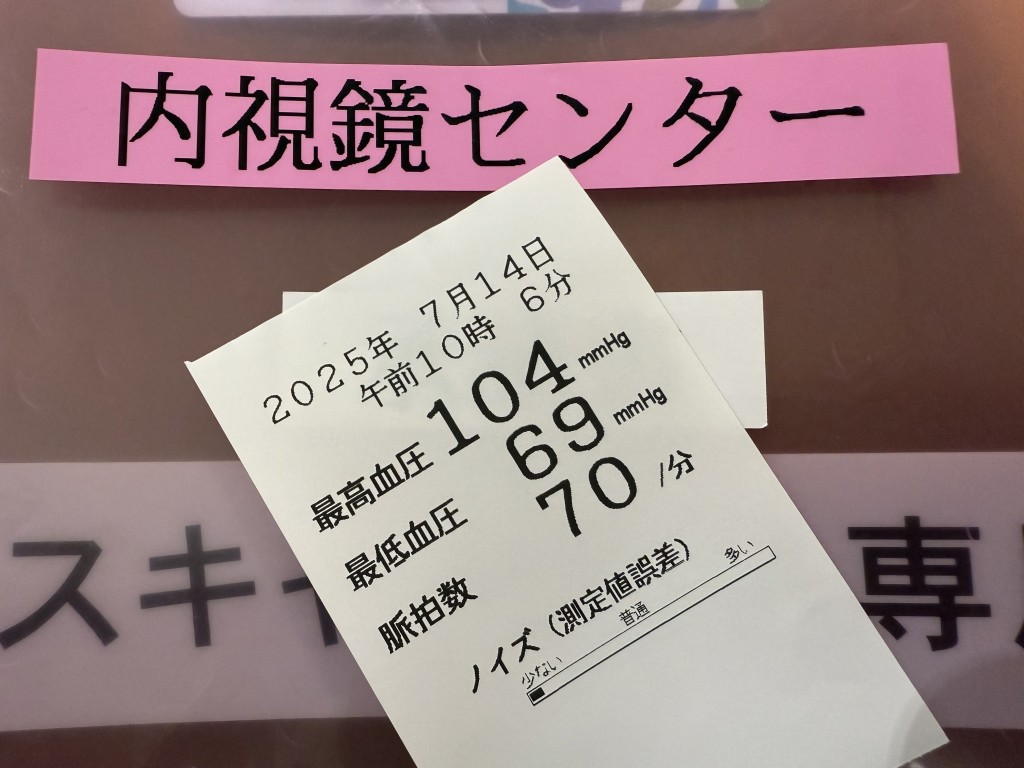 内視鏡センター
2025年 7月14日
午前10時 6分
最高血圧 104 mmHg
最低血圧 69 mmHg
脈拍数 70 /分
ノイズ(測定値誤差)
少ない 普通 多い
スキ
専